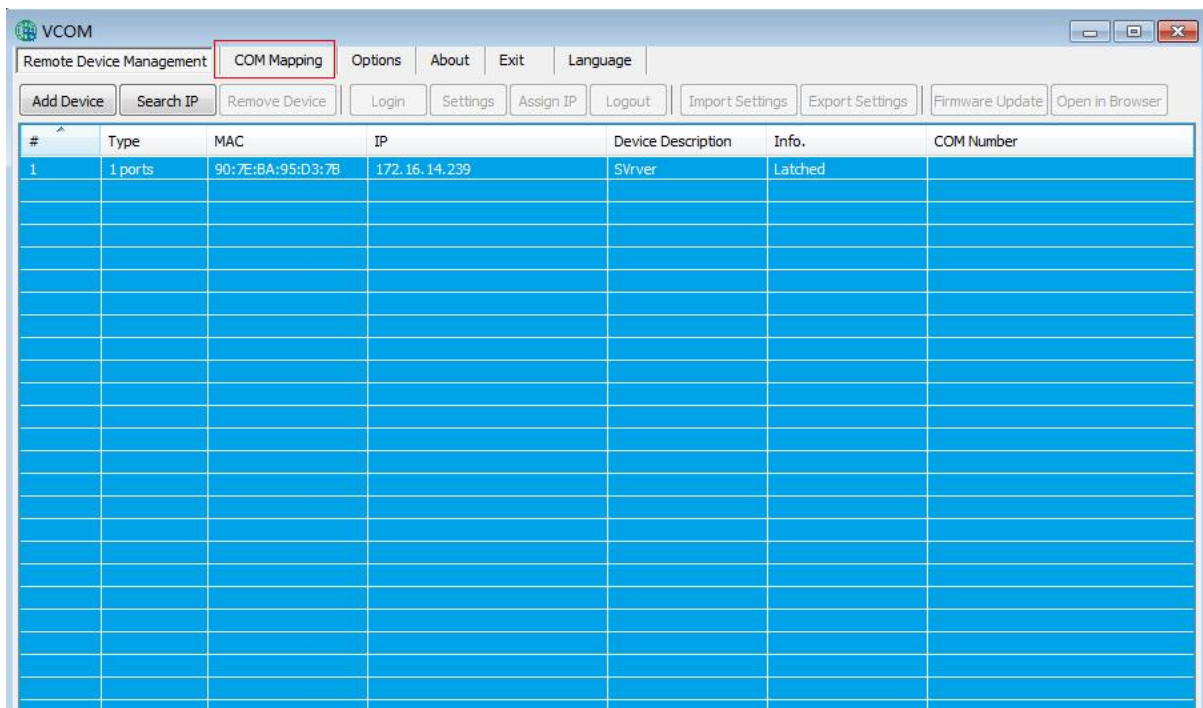 VCOM
Remote Device Management COM Mapping Options About Exit Language
Add Device Search IP Remove Device Login Settings Assign IP Logout Import Settings Export Settings Firmware Update Open in Browser
# Type MAC IP Device Description Info. COM Number
1 1 ports 90:7E:BA:95:D3:7B 172.16.14.239 SVrver Latched